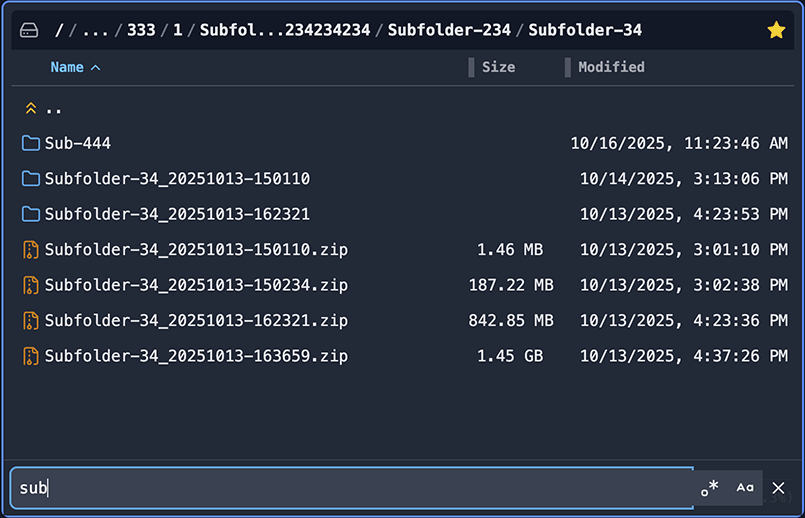 / / ... / 333 / 1 / Subfol...234234234 / Subfolder-234 / Subfolder-34
Name Size Modified
..
Sub-444 10/16/2025, 11:23:46 AM
Subfolder-34_20251013-150110 10/14/2025, 3:13:06 PM
Subfolder-34_20251013-162321 10/13/2025, 4:23:53 PM
Subfolder-34_20251013-150110.zip 1.46 MB 10/13/2025, 3:01:10 PM
Subfolder-34_20251013-150234.zip 187.22 MB 10/13/2025, 3:02:38 PM
Subfolder-34_20251013-162321.zip 842.85 MB 10/13/2025, 4:23:36 PM
Subfolder-34_20251013-163659.zip 1.45 GB 10/13/2025, 4:37:26 PM
sub .* Aa